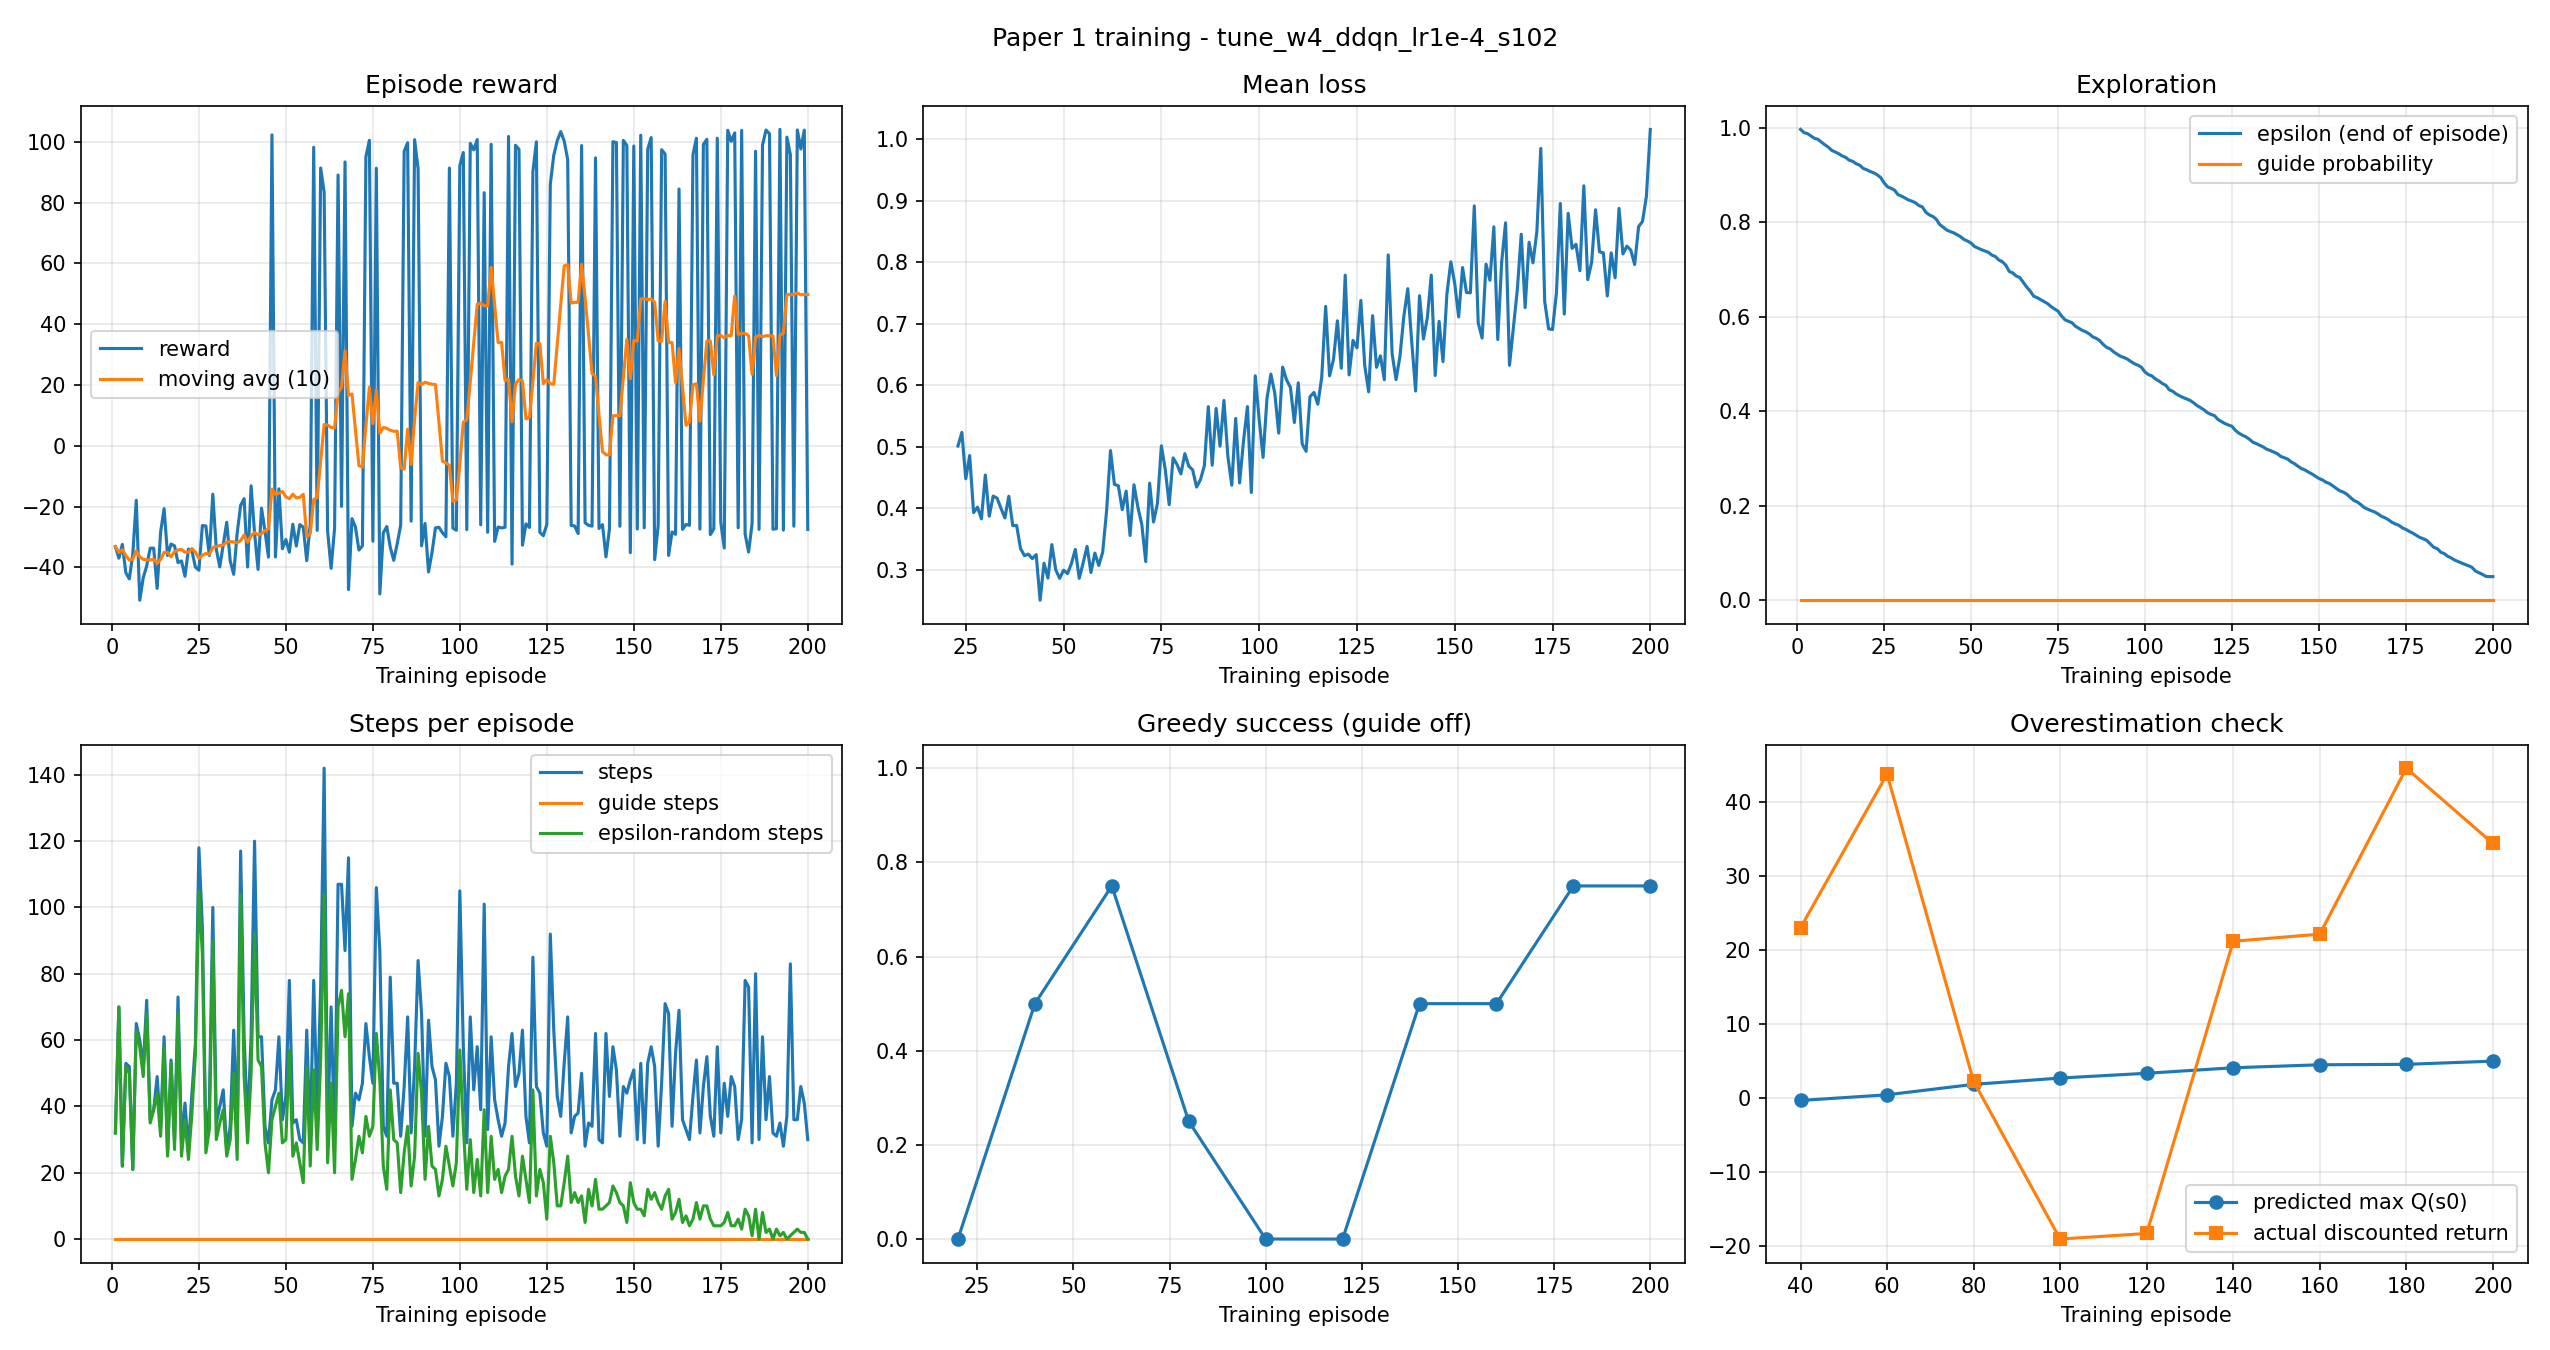 Paper 1 training - tune_w4_ddqn_lr1e-4_s102
Episode reward
100
80
60
40
20
0
−20
−40
reward
moving avg (10)
0 25 50 75 100 125 150 175 200
Training episode
Mean loss
1.0
0.9
0.8
0.7
0.6
0.5
0.4
0.3
25 50 75 100 125 150 175 200
Training episode
Exploration
1.0
0.8
0.6
0.4
0.2
0.0
epsilon (end of episode)
guide probability
0 25 50 75 100 125 150 175 200
Training episode
Steps per episode
140
120
100
80
60
40
20
0
steps
guide steps
epsilon-random steps
0 25 50 75 100 125 150 175 200
Training episode
Greedy success (guide off)
1.0
0.8
0.6
0.4
0.2
0.0
25 50 75 100 125 150 175 200
Training episode
Overestimation check
40
30
20
10
0
−10
−20
predicted max Q(s0)
actual discounted return
40 60 80 100 120 140 160 180 200
Training episode